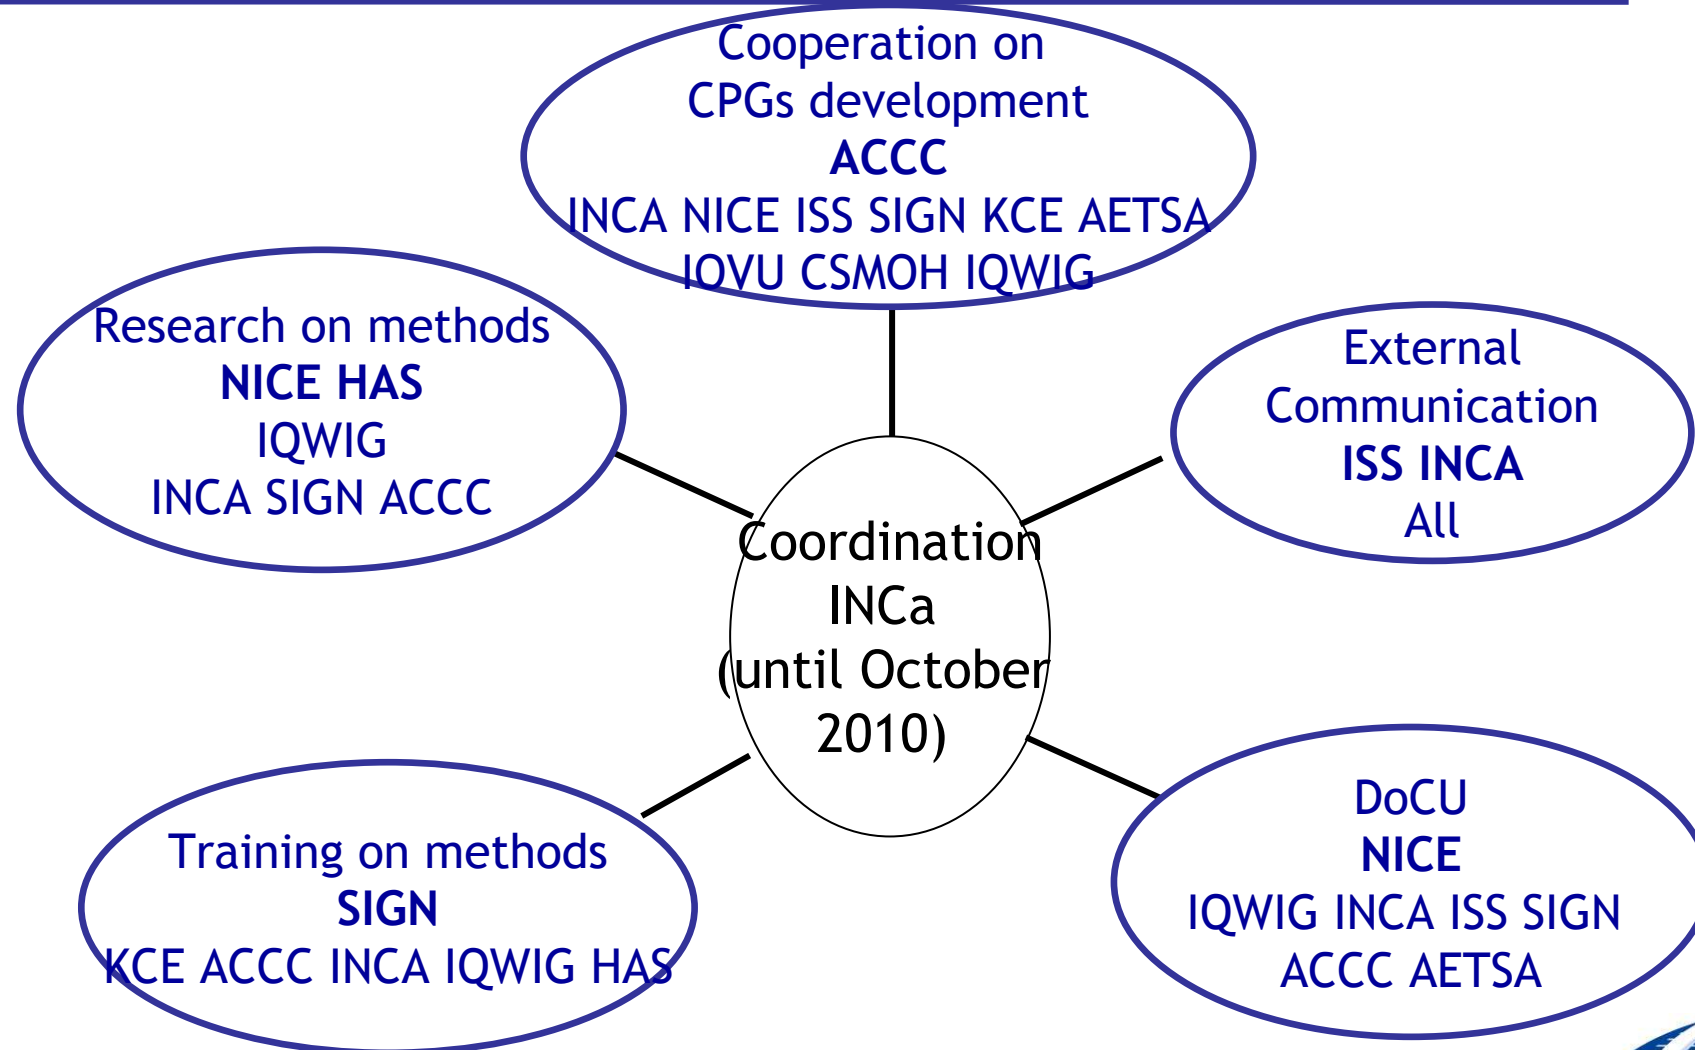 Cooperation on
CPGs development
ACCC
INCA NICE ISS SIGN KCE AETSA
IOVU CSMOH IQWIG
Research on methods
NICE HAS
IQWIG
INCA SIGN ACCC
External
Communication
ISS INCA
All
Coordination
INCa
(until October
2010)
Training on methods
SIGN
KCE ACCC INCA IQWIG HAS
DoCU
NICE
IQWIG INCA ISS SIGN
ACCC AETSA